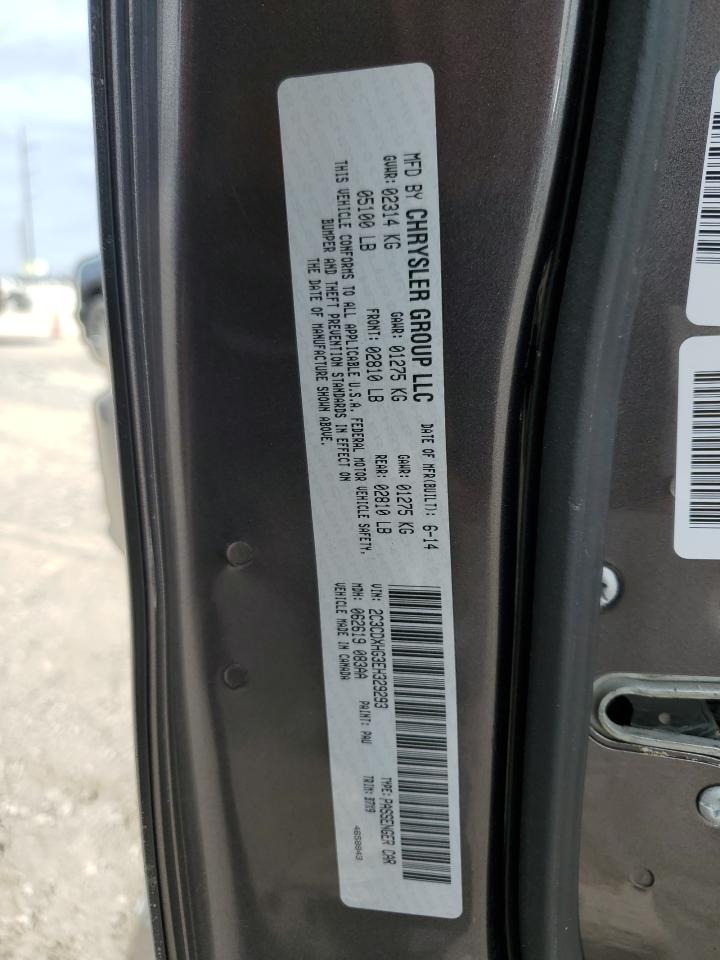 MFD BY CHRYSLER GROUP LLC DATE OF MFR(BUILT): 6-14
GVWR: 02314 KG GAWR: 01275 KG GAWR: 01275 KG
05100 LB FRONT: 02810 LB REAR: 02810 LB
THIS VEHICLE CONFORMS TO ALL APPLICABLE U.S.A. FEDERAL MOTOR VEHICLE SAFETY,
BUMPER AND THEFT PREVENTION STANDARDS IN EFFECT ON
THE DATE OF MANUFACTURE SHOWN ABOVE.
VIN: 2C3CDXHG3EH329293 TYPE: PASSENGER CAR
MDH: 062619 083AA PAINT: PAU TRIM: B7X9
VEHICLE MADE IN CANADA 4658843